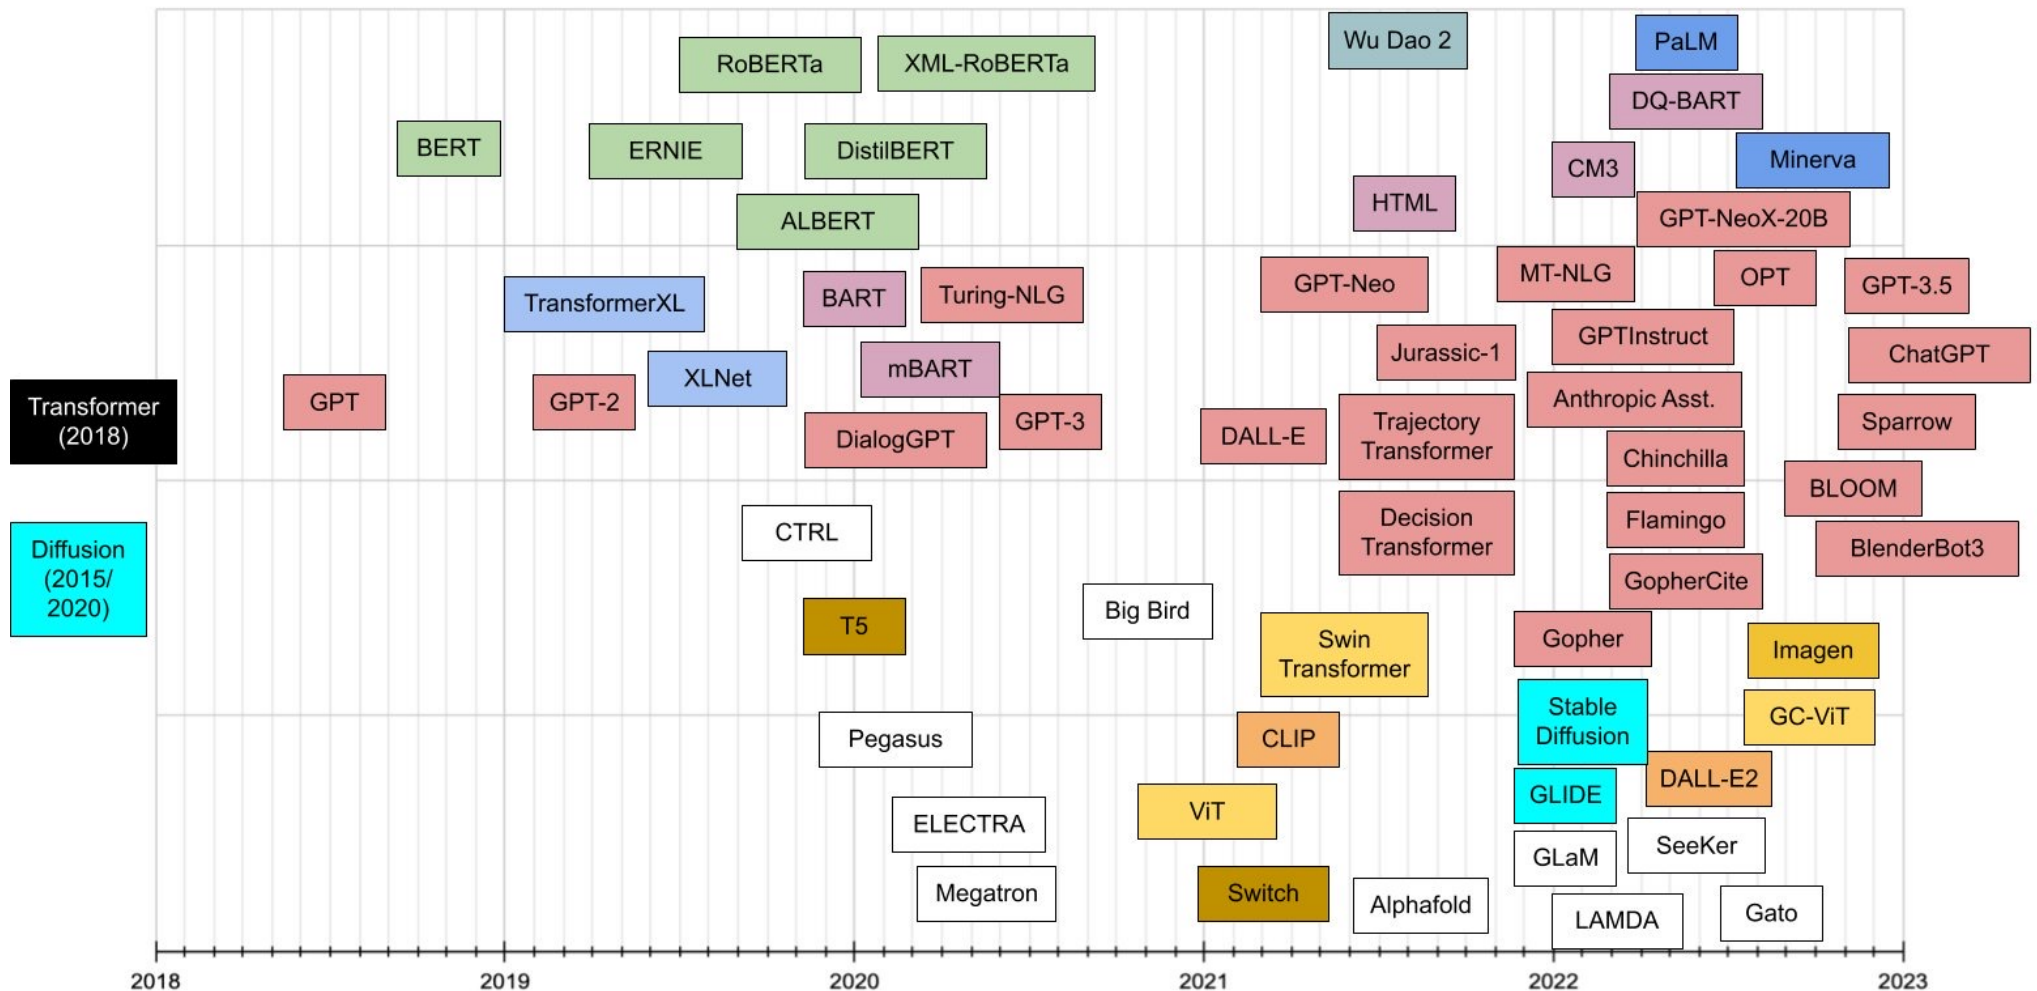 Wu Dao 2
PaLM
RoBERTa
XML-RoBERTa
DQ-BART
BERT
ERNIE
DistilBERT
CM3
Minerva
HTML
ALBERT
GPT-NeoX-20B
TransformerXL
BART
Turing-NLG
GPT-Neo
MT-NLG
OPT
GPT-3.5
GPTInstruct
Jurassic-1
ChatGPT
XLNet
mBART
Transformer
(2018)
GPT
GPT-2
Anthropic Asst.
DialogGPT
GPT-3
DALL-E
Trajectory
Transformer
Sparrow
Chinchilla
BLOOM
CTRL
Decision
Transformer
Flamingo
BlenderBot3
Diffusion
(2015/
2020)
GopherCite
Big Bird
T5
Swin
Transformer
Gopher
Imagen
Stable
Diffusion
GC-ViT
Pegasus
CLIP
DALL-E2
GLIDE
ViT
ELECTRA
SeeKer
GLaM
Megatron
Switch
Alphafold
LAMDA
Gato
2018
2019
2020
2021
2022
2023